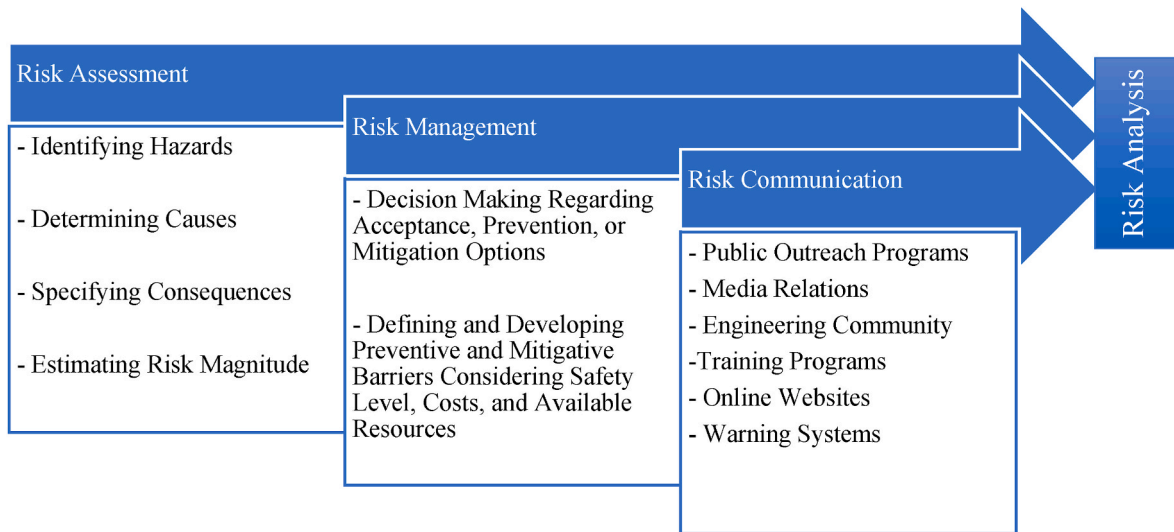 Risk Assessment
- Identifying Hazards
- Determining Causes
- Specifying Consequences
- Estimating Risk Magnitude
Risk Management
- Decision Making Regarding
Acceptance, Prevention, or
Mitigation Options
- Defining and Developing
Preventive and Mitigative
Barriers Considering Safety
Level, Costs, and Available
Resources
Risk Communication
- Public Outreach Programs
- Media Relations
- Engineering Community
-Training Programs
- Online Websites
- Warning Systems
Risk Analysis